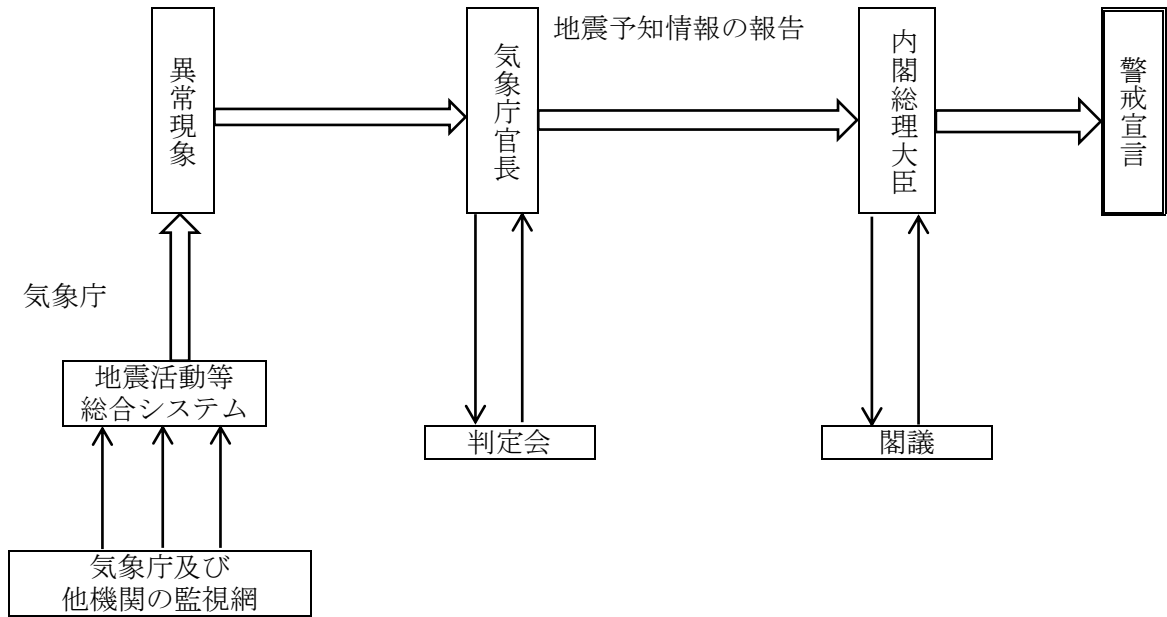 地震予知情報の報告
異常現象
気象庁官長
内閣総理大臣
警戒宣言
気象庁
地震活動等
総合システム
判定会
閣議
気象庁及び
他機関の監視網